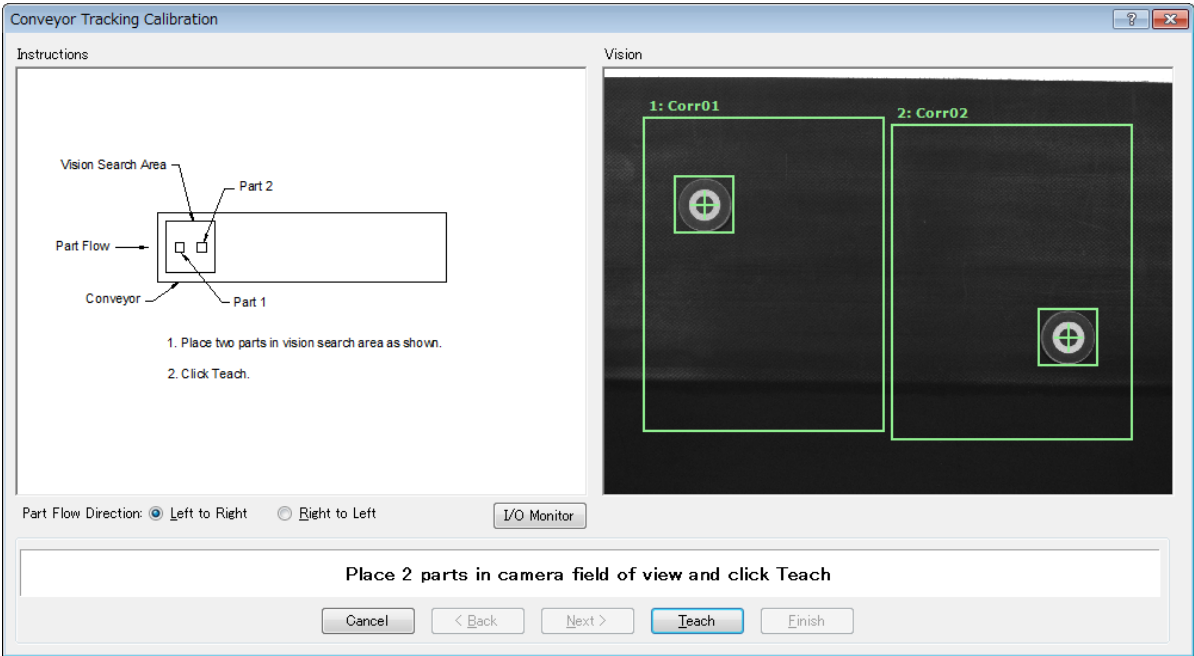 Conveyor Tracking Calibration
Instructions
Vision
1: Corr01
2: Corr02
Vision Search Area
Part 2
Part Flow
Conveyor
Part 1
1. Place two parts in vision search area as shown.
2. Click Teach.
Part Flow Direction: Left to Right Right to Left I/O Monitor
Place 2 parts in camera field of view and click Teach
Cancel < Back Next > Teach Finish